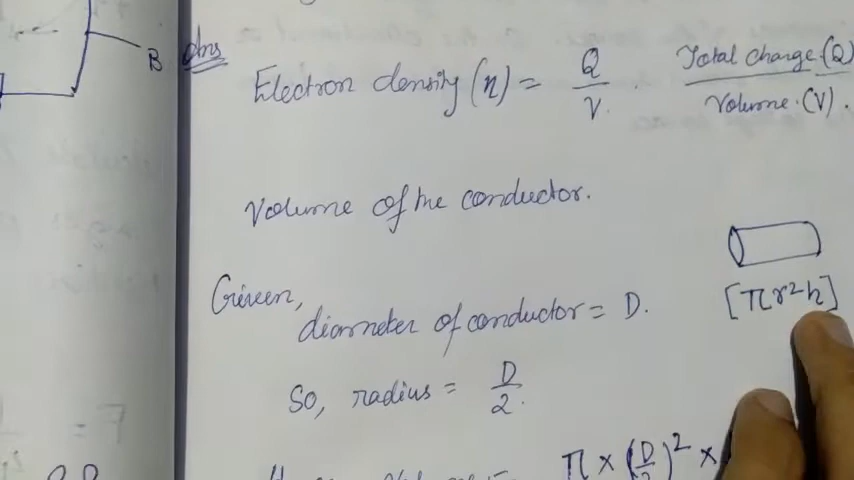 B
Ans
Electron density (n) = Q/V. Total charge.(Q)/Volume.(V).
Volume of the conductor.
[πr²h]
Given,
diameter of conductor = D.
So, radius = D/2.
π × (D/2)² ×